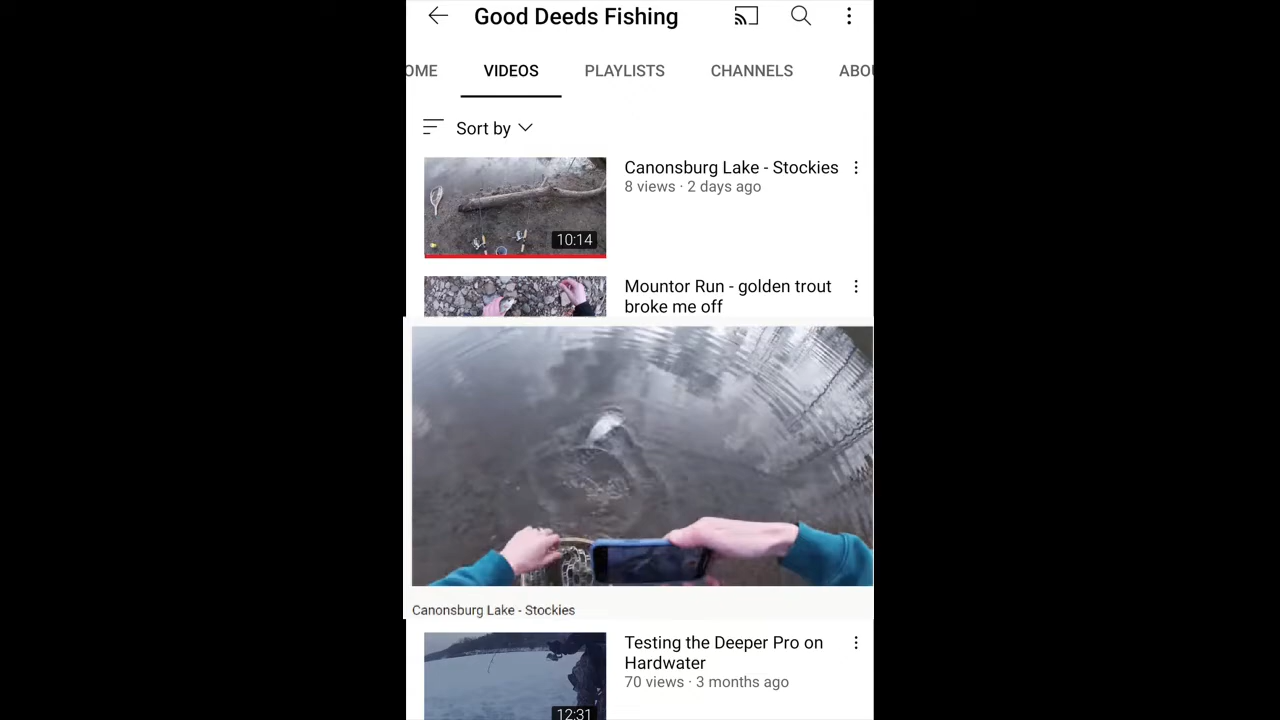 Good Deeds Fishing
OME VIDEOS PLAYLISTS CHANNELS ABOU
Sort by
Canonsburg Lake - Stockies
8 views · 2 days ago
10:14
Mountor Run - golden trout
broke me off
Canonsburg Lake - Stockies
Testing the Deeper Pro on
Hardwater
70 views · 3 months ago
12:31